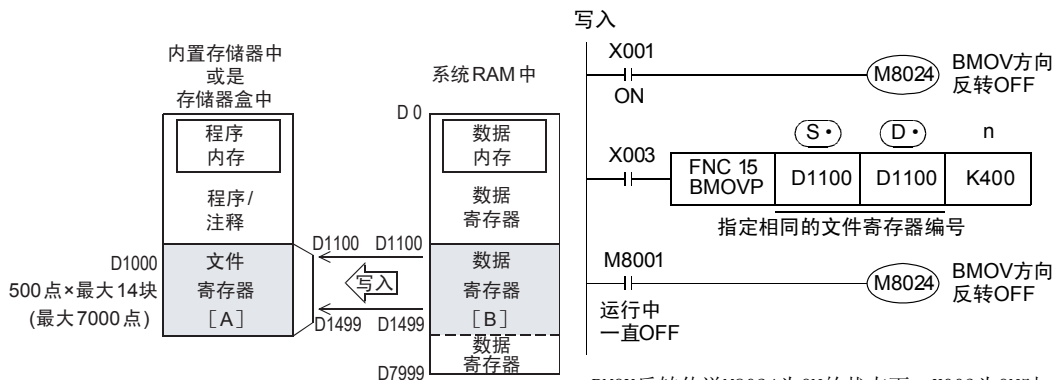 内置存储器中
或是
存储器盒中
系统RAM中
D 0
程序
内存
数据
内存
程序/
注释
数据
寄存器
D1000
500点×最大14块
(最大7000点)
文件
寄存器
［A］
D1100
D1100
写入
D1499
D1499
数据
寄存器
［B］
数据
寄存器
D7999
写入
X001
ON
M8024
BMOV方向
反转OFF
S•
D•
n
X003
FNC 15
BMOVP
D1100
D1100
K400
指定相同的文件寄存器编号
M8001
运行中
一直OFF
M8024
BMOV方向
反转OFF